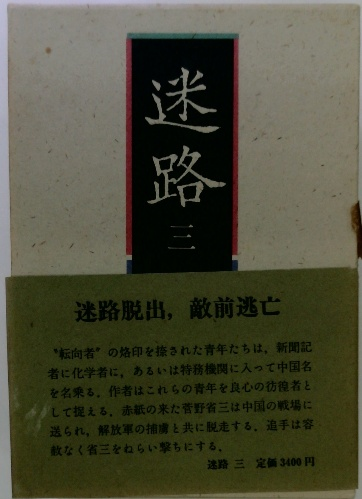 迷路
三
迷路脱出,敵前逃亡
"転向者"の烙印を捺された青年たちは、新聞記
者に化学者に、あるいは特務機関に入って中国名
を名乗る。作者はこれらの青年を良心の彷徨者と
して捉える。赤紙の来た菅野省三は中国の戦場に
送られ、解放軍の捕虜と共に脱走する。追手は容
赦なく省三をねらい撃ちにする。
迷路 三 定価3400円